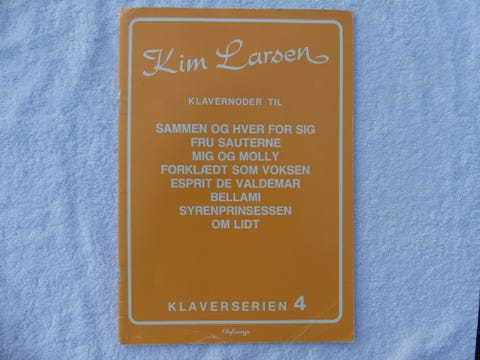 Kim Larsen
KLAVERNODER TIL
SAMMEN OG HVER FOR SIG
FRU SAUTERNE
MIG OG MOLLY
FORKLÆDT SOM VOKSEN
ESPRIT DE VALDEMAR
BELLAMI
SYRENPRINSESSEN
OM LIDT
KLAVERSERIEN 4